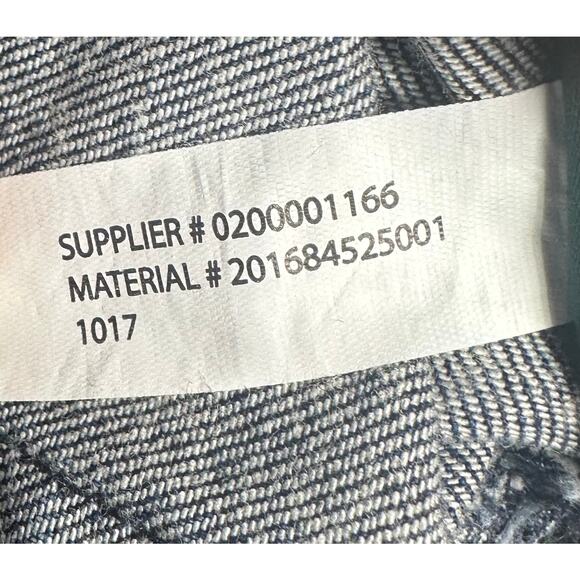 SUPPLIER # 0200001166
MATERIAL # 201684525001
1017